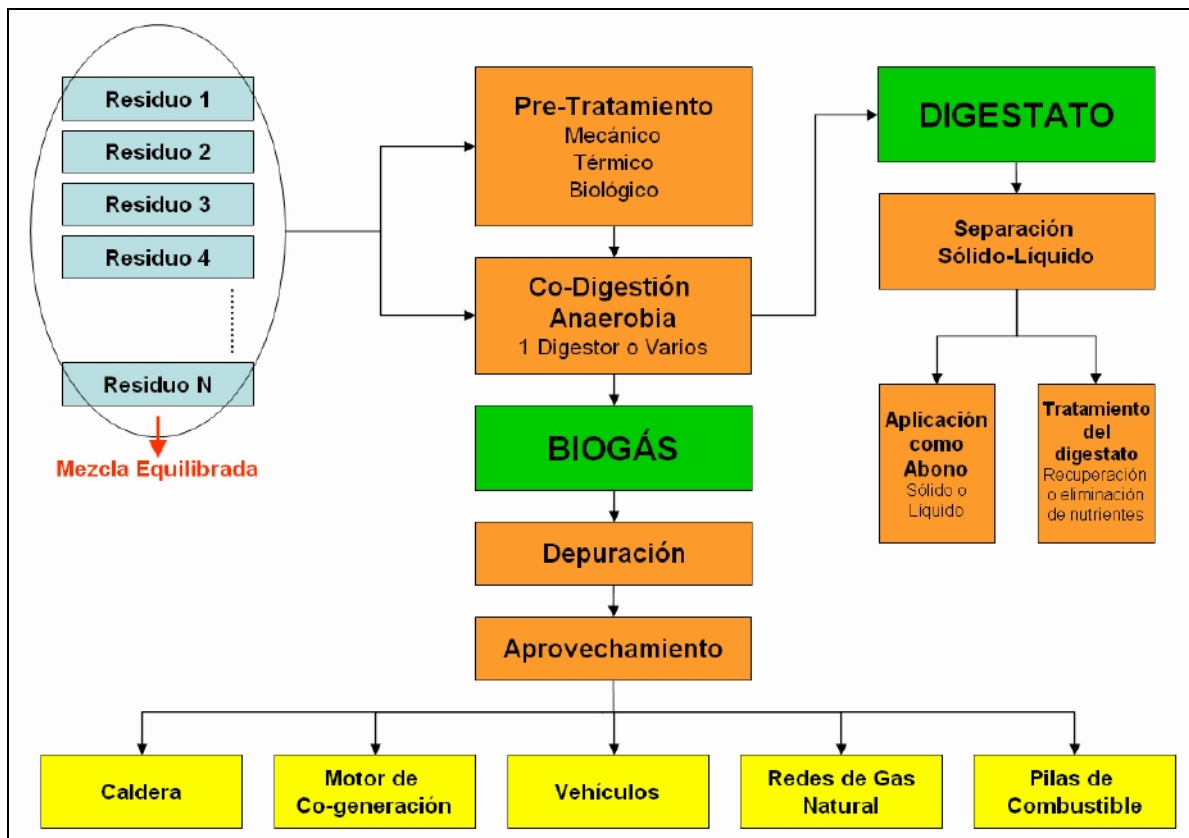 Residuo 1
Residuo 2
Residuo 3
Residuo 4
Residuo N
Mezcla Equilibrada
Pre-Tratamiento
Mecánico
Térmico
Biológico
Co-Digestión
Anaerobia
1 Digestor o Varios
BIOGÁS
Depuración
Aprovechamiento
DIGESTATO
Separación
Sólido-Líquido
Aplicación
como
Abono
Sólido o
Líquido
Tratamiento
del
digestato
Recuperación
o eliminación
de nutrientes
Caldera
Motor de
Co-generación
Vehículos
Redes de Gas
Natural
Pilas de
Combustible